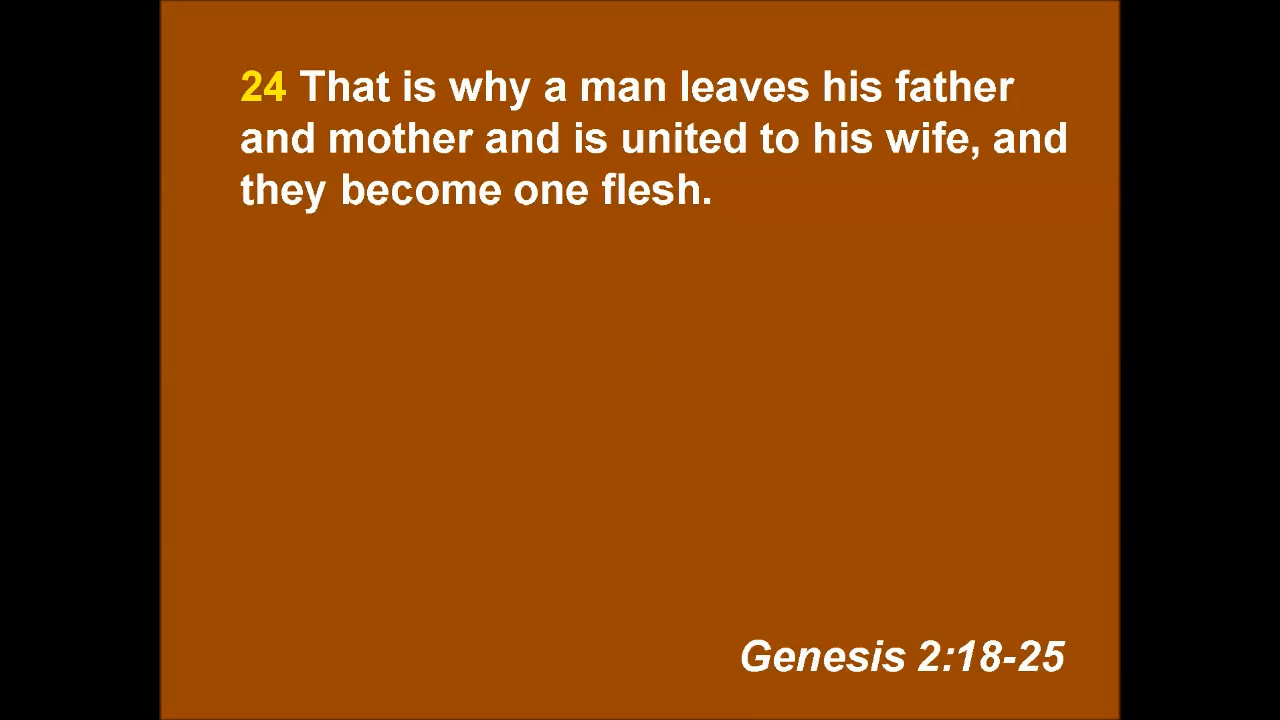 24 That is why a man leaves his father
and mother and is united to his wife, and
they become one flesh.
Genesis 2:18-25